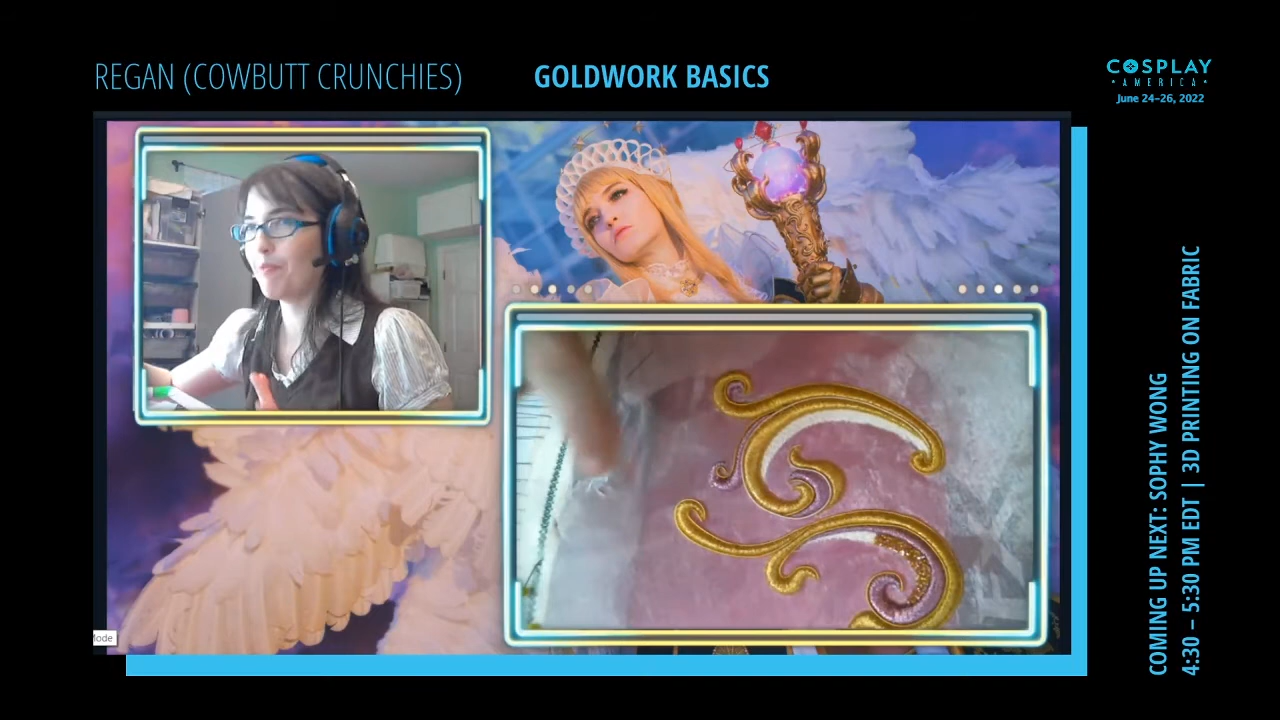 REGAN (COWBUTT CRUNCHIES)
GOLDWORK BASICS
COSPLAY
AMERICA
June 24-26, 2022
COMING UP NEXT: SOPHY WONG
4:30 – 5:30 PM EDT | 3D PRINTING ON FABRIC